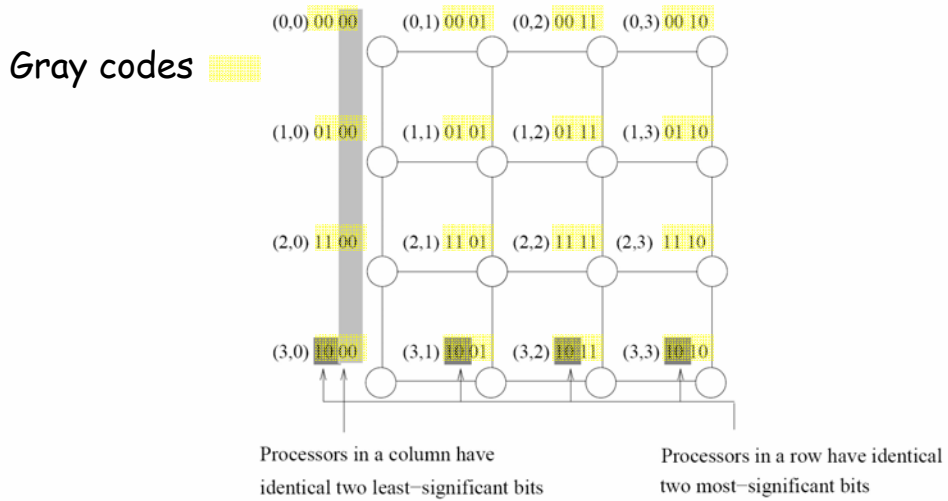 (0,0) 00 00 (0,1) 00 01 (0,2) 00 11 (0,3) 00 10
Gray codes
(1,0) 01 00 (1,1) 01 01 (1,2) 01 11 (1,3) 01 10
(2,0) 11 00 (2,1) 11 01 (2,2) 11 11 (2,3) 11 10
(3,0) 10 00 (3,1) 10 01 (3,2) 10 11 (3,3) 10 10
Processors in a column have
identical two least−significant bits
Processors in a row have identical
two most−significant bits